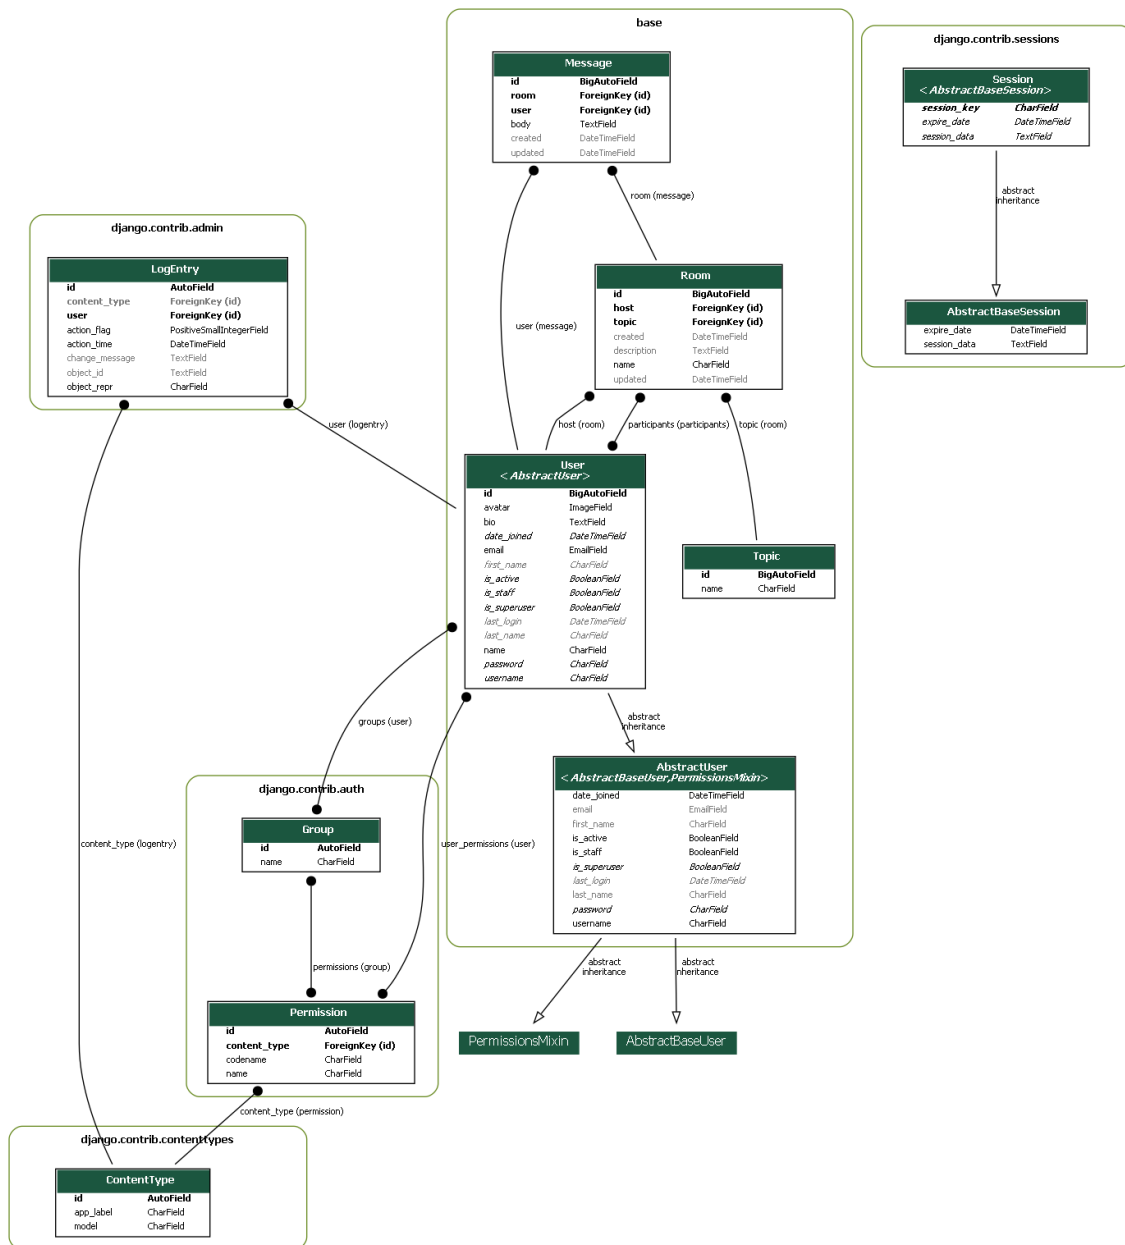 base
Message
id BigAutoField
room ForeignKey (id)
user ForeignKey (id)
body TextField
created DateTimeField
updated DateTimeField
django.contrib.sessions
Session
<AbstractBaseSession>
session_key CharField
expire_date DateTimeField
session_data TextField
abstract
inheritance
AbstractBaseSession
expire_date DateTimeField
session_data TextField
room (message)
django.contrib.admin
LogEntry
id AutoField
content_type ForeignKey (id)
user ForeignKey (id)
action_flag PositiveSmallIntegerField
action_time DateTimeField
change_message TextField
object_id TextField
object_repr CharField
Room
id BigAutoField
host ForeignKey (id)
topic ForeignKey (id)
created DateTimeField
description TextField
name CharField
updated DateTimeField
user (message)
user (logentry)
host (room)
participants (participants)
topic (room)
User
<AbstractUser>
id BigAutoField
avatar ImageField
bio TextField
date_joined DateTimeField
email EmailField
first_name CharField
is_active BooleanField
is_staff BooleanField
is_superuser BooleanField
last_login DateTimeField
last_name CharField
name CharField
password CharField
username CharField
Topic
id BigAutoField
name CharField
groups (user)
abstract
inheritance
AbstractUser
<AbstractBaseUser,PermissionsMixin>
date_joined DateTimeField
email EmailField
first_name CharField
is_active BooleanField
is_staff BooleanField
is_superuser BooleanField
last_login DateTimeField
last_name CharField
password CharField
username CharField
django.contrib.auth
Group
id AutoField
name CharField
content_type (logentry)
user_permissions (user)
permissions (group)
abstract
inheritance
abstract
inheritance
Permission
id AutoField
content_type ForeignKey (id)
codename CharField
name CharField
PermissionsMixin
AbstractBaseUser
content_type (permission)
django.contrib.contenttypes
ContentType
id AutoField
app_label CharField
model CharField